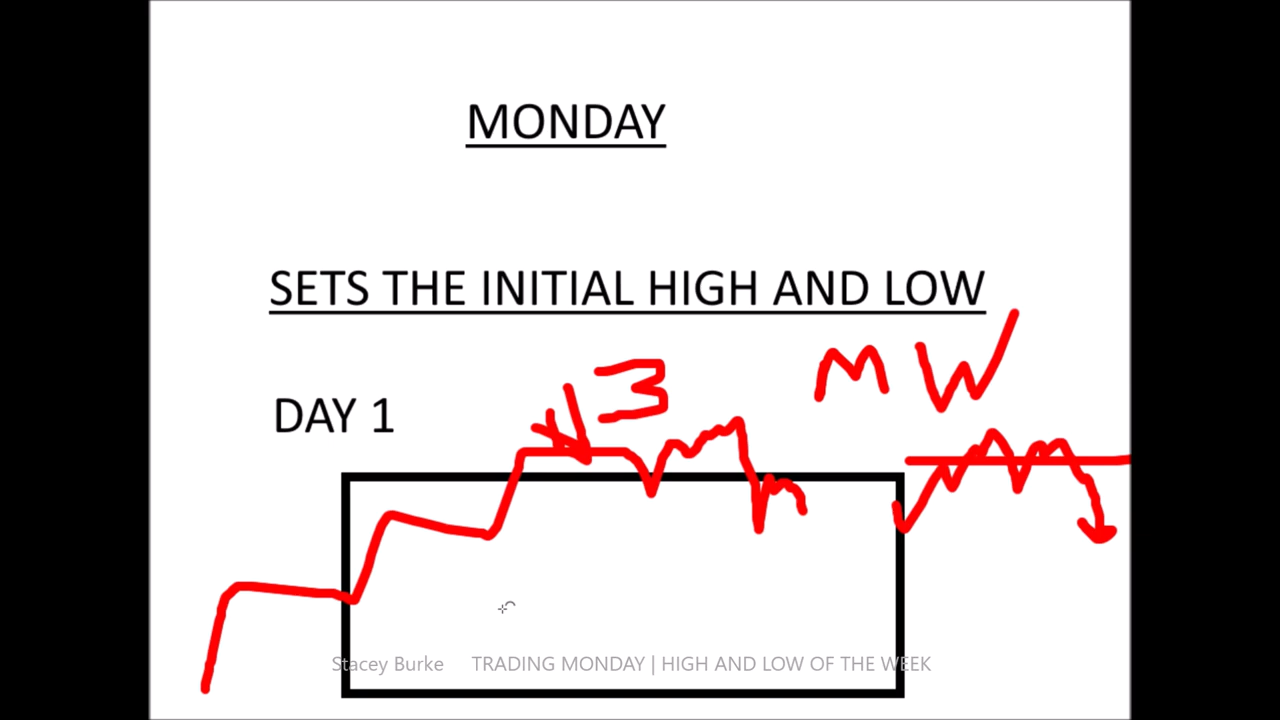 MONDAY
SETS THE INITIAL HIGH AND LOW
M W
3
DAY 1
Stacey Burke TRADING MONDAY | HIGH AND LOW OF THE WEEK